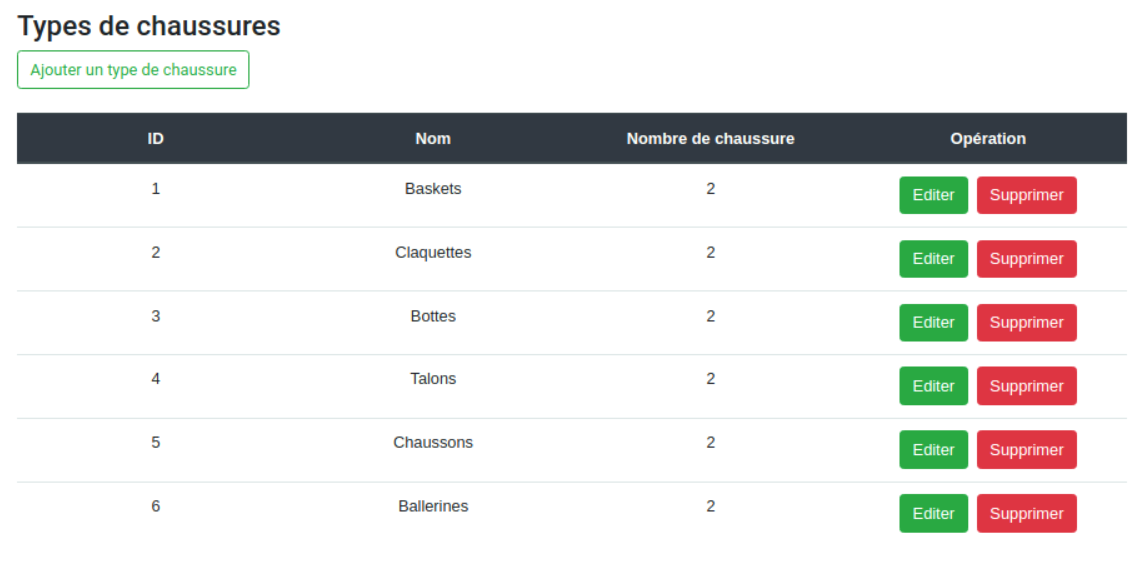 Types de chaussures
Ajouter un type de chaussure
ID Nom Nombre de chaussure Opération
1 Baskets 2 Editer Supprimer
2 Claquettes 2 Editer Supprimer
3 Bottes 2 Editer Supprimer
4 Talons 2 Editer Supprimer
5 Chaussons 2 Editer Supprimer
6 Ballerines 2 Editer Supprimer